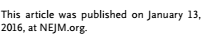 This article was published on January 13,
2016, at NEJM.org.